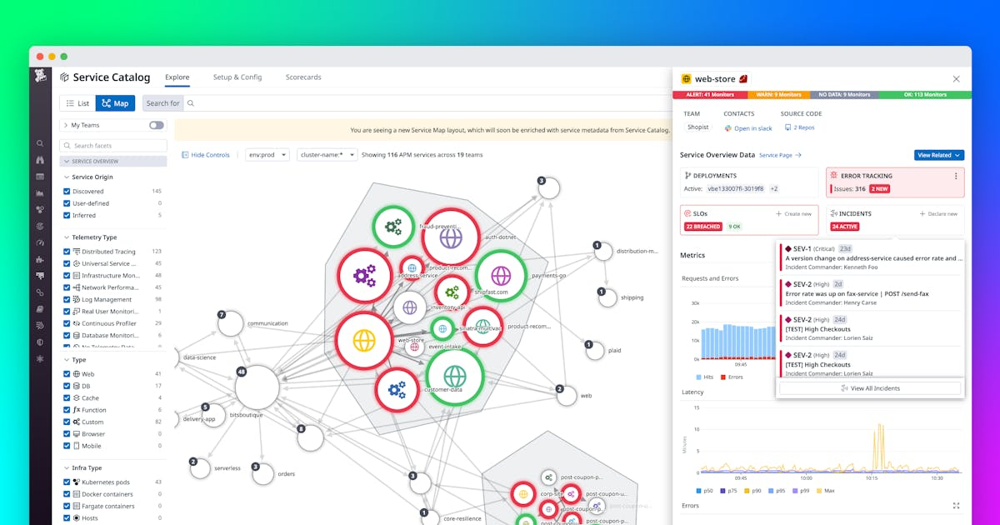 Service Catalog
Explore
Setup & Config
Scorecards
List
Map
Search for
My Teams
Search facets
SERVICE OVERVIEW
Service Origin
Discovered 145
User-defined 0
Inferred 5
Telemetry Type
Distributed Tracing 123
Universal Service ... 45
Infrastructure Mon... 48
Network Performa... 45
Log Management 98
Real User Monitori... 1
Continuous Profiler 29
Database Monitori... 2
No Telemetry Data
Type
Web 41
DB 17
Cache 4
Function 6
Custom 82
Browser 0
Mobile 0
Infra Type
Kubernetes pods 43
Docker containers 0
Fargate containers 0
Hosts 0
You are seeing a new Service Map layout, which will soon be enriched with service metadata from Service Catalog.
Hide Controls
env:prod
cluster-name:*
Showing 116 APM services across 19 teams
3
fraud-preventi...
auth-dotnet
1
distribution-m...
product-recom...
address-service
payments-go
shipfast.com
1
shipping
inventory-api
7
communication
sinatra-multivar
product-recom...
web-store
event-intake
1
plaid
data-science
48
customer-data
2
web
bitsboutique
5
delivery-app
8
2
serverless
3
orders
3
post-coupon-p...
corp-site
post-coupon-u...
post-coupon-p...
post-coupon-u...
1
core-resilience
post-coupon-p...
web-store
ALERT: 41 Monitors
WARN: 9 Monitors
NO DATA: 9 Monitors
OK: 113 Monitors
TEAM
CONTACTS
SOURCE CODE
Shopist
Open in slack
2 Repos
Service Overview Data
Service Page →
View Related
DEPLOYMENTS
Active: vbe133007fl-3019f8 +2
ERROR TRACKING
Issues: 316 2 NEW
SLOs
+ Create new
22 BREACHED 9 OK
INCIDENTS
+ Declare new
24 ACTIVE
SEV-1 (Critical) 23d
A version change on address-service caused error rate and ...
Incident Commander: Kenneth Foo
SEV-2 (High) 2d
Error rate was up on fax-service | POST /send-fax
Incident Commander: Henry Carse
SEV-2 (High) 24d
[TEST] High Checkouts
Incident Commander: Lorien Saiz
SEV-2 (High) 24d
[TEST] High Checkouts
Incident Commander: Lorien Saiz
View All Incidents
Metrics
Requests and Errors
30k
20k
10k
0k
09:45
Hits
Errors
Latency
15
10
5
0
Minutes
09:45
10:00
10:15
10:30
p50
p75
p90
p95
p99
Max
Errors